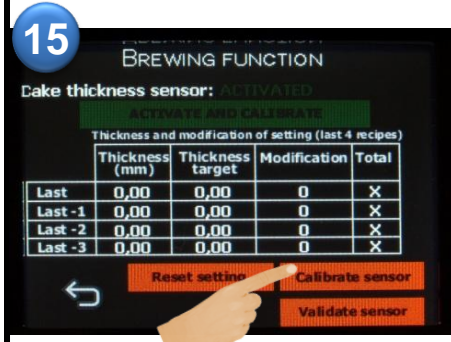 15
BREWING FUNCTION
Cake thickness sensor: ACTIVATED
ACTIVATE AND CALIBRATE
Thickness and modification of setting (last 4 recipes)
Thickness (mm) Thickness target Modification Total
Last 0,00 0,00 0 X
Last -1 0,00 0,00 0 X
Last -2 0,00 0,00 0 X
Last -3 0,00 0,00 0 X
Reset setting Calibrate sensor
Validate sensor